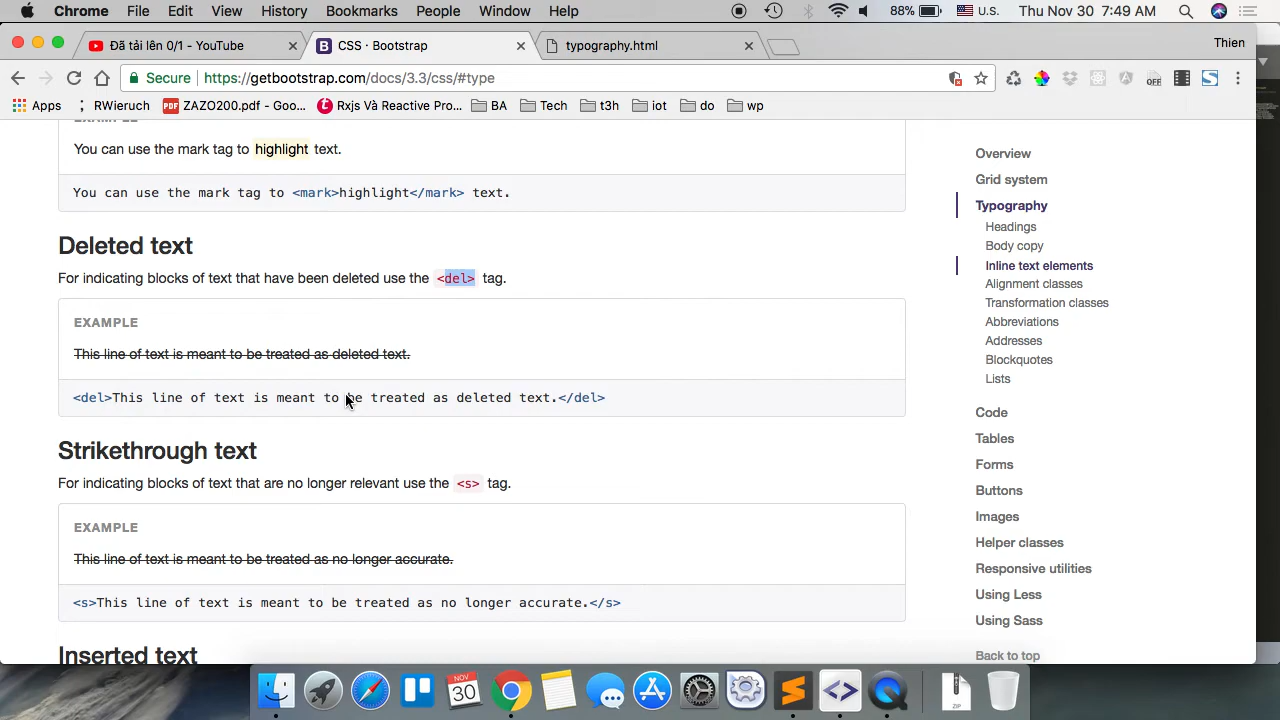 Chrome File Edit View History Bookmarks People Window Help 88% U.S. Thu Nov 30 7:49 AM
Đã tải lên 0/1 - YouTube CSS · Bootstrap typography.html Thien
Secure https://getbootstrap.com/docs/3.3/css/#type
Apps RWieruch ZAZO200.pdf - Goo... Rxjs Và Reactive Pro... BA Tech t3h iot do wp
EXAMPLE
You can use the mark tag to highlight text.
You can use the mark tag to <mark>highlight</mark> text.
Deleted text
For indicating blocks of text that have been deleted use the <del> tag.
EXAMPLE
This line of text is meant to be treated as deleted text.
<del>This line of text is meant to be treated as deleted text.</del>
Strikethrough text
For indicating blocks of text that are no longer relevant use the <s> tag.
EXAMPLE
This line of text is meant to be treated as no longer accurate.
<s>This line of text is meant to be treated as no longer accurate.</s>
Inserted text
Overview
Grid system
Typography
Headings
Body copy
Inline text elements
Alignment classes
Transformation classes
Abbreviations
Addresses
Blockquotes
Lists
Code
Tables
Forms
Buttons
Images
Helper classes
Responsive utilities
Using Less
Using Sass
Back to top
NOV
30
ZIP